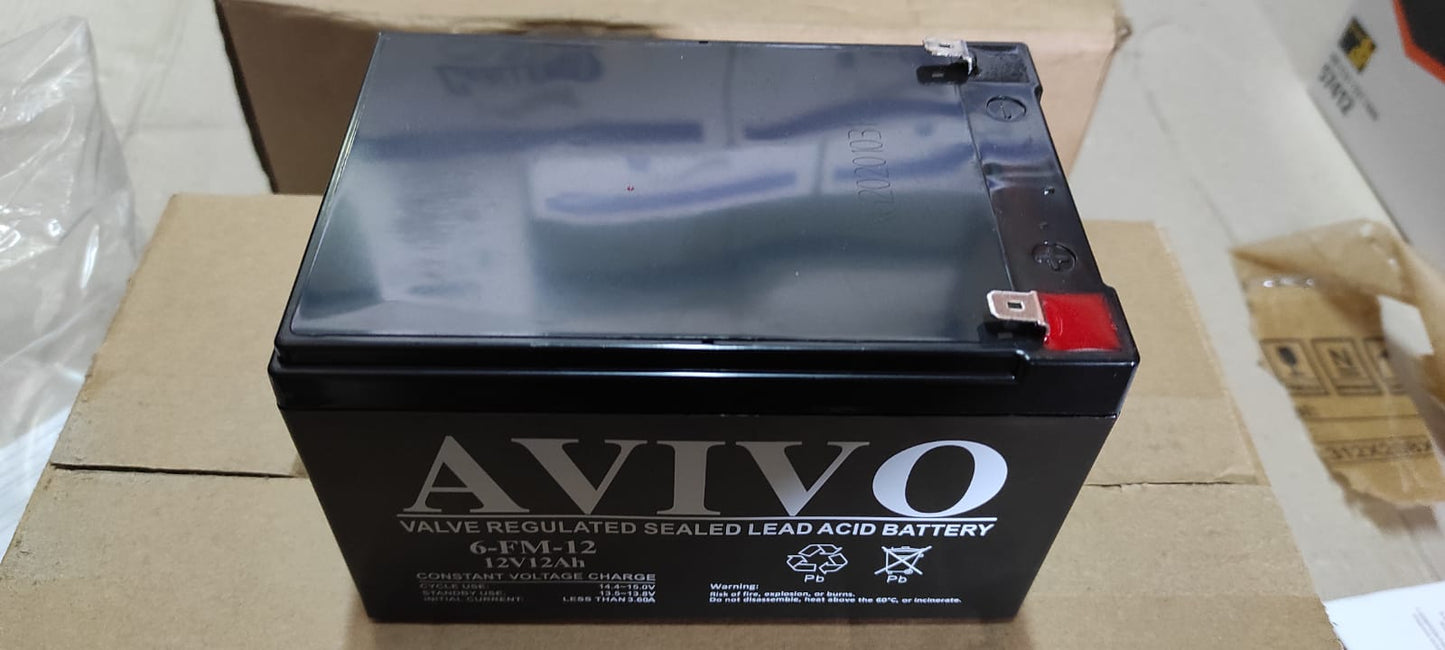 AVIVO
VALVE REGULATED SEALED LEAD ACID BATTERY
6-FM-12
12V12Ah
CONSTANT VOLTAGE CHARGE
CYCLE USE: 14.4~15.0V
STANDBY USE: 13.5~13.8V
INITIAL CURRENT: LESS THAN 3.60A
Pb
Pb
Warning:
Risk of fire, explosion, or burns.
Do not disassemble, heat above the 60°C, or incinerate.
57412